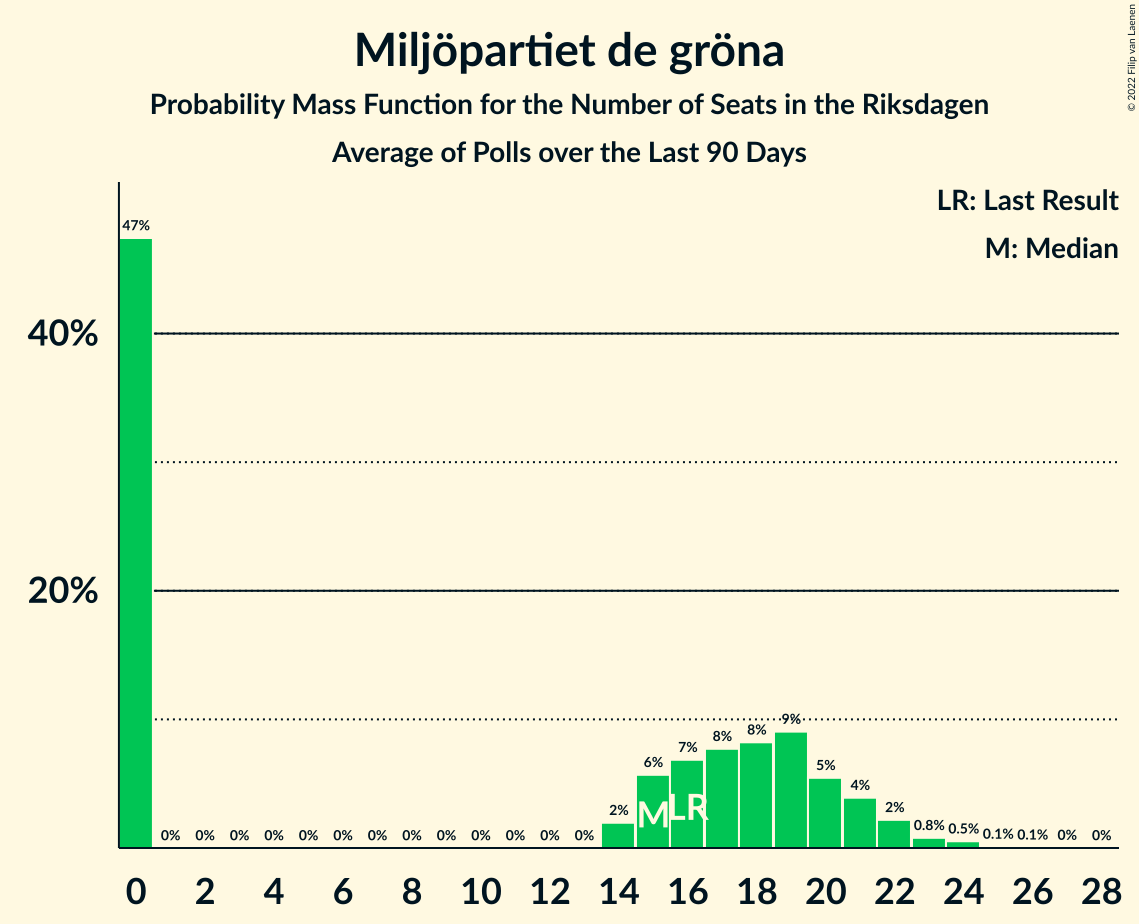 Miljöpartiet de gröna
Probability Mass Function for the Number of Seats in the Riksdagen
Average of Polls over the Last 90 Days
© 2022 Filip van Laenen
LR: Last Result
M: Median
40%
20%
47% 0% 0% 0% 0% 0% 0% 0% 0% 0% 0% 0% 0% 0% 2% 6% 7% 8% 8% 9% 5% 4% 2% 0.8% 0.5% 0.1% 0.1% 0% 0%
M LR
0 2 4 6 8 10 12 14 16 18 20 22 24 26 28